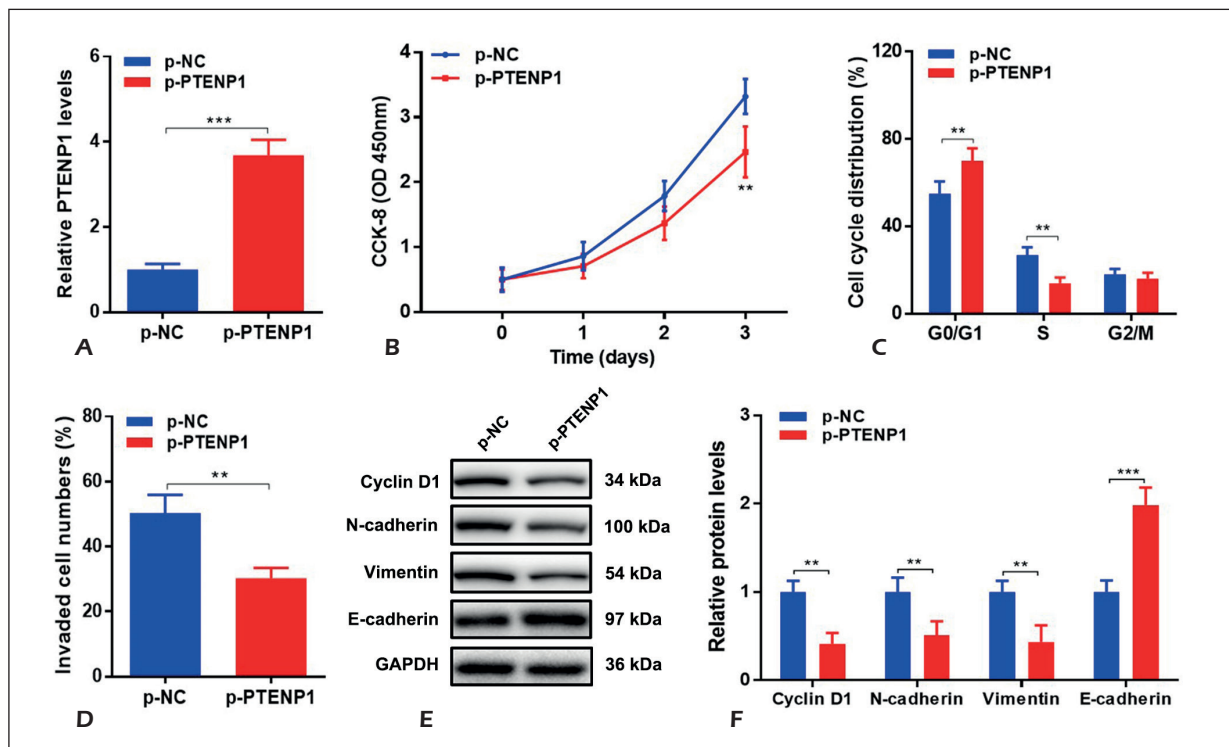 p-NC
p-PTENP1
Relative PTENP1 levels
6
4
2
0
***
p-NC
p-PTENP1
A
p-NC
p-PTENP1
CCK-8 (OD 450nm)
4
3
2
1
0
**
0
1
2
3
Time (days)
B
p-NC
p-PTENP1
Cell cycle distribution (%)
120
80
40
0
**
**
G0/G1
S
G2/M
C
p-NC
p-PTENP1
Invaded cell numbers (%)
80
60
40
20
0
**
p-NC
p-PTENP1
D
p-NC
p-PTENP1
Cyclin D1
34 kDa
N-cadherin
100 kDa
Vimentin
54 kDa
E-cadherin
97 kDa
GAPDH
36 kDa
E
p-NC
p-PTENP1
Relative protein levels
3
2
1
0
**
**
**
***
Cyclin D1
N-cadherin
Vimentin
E-cadherin
F